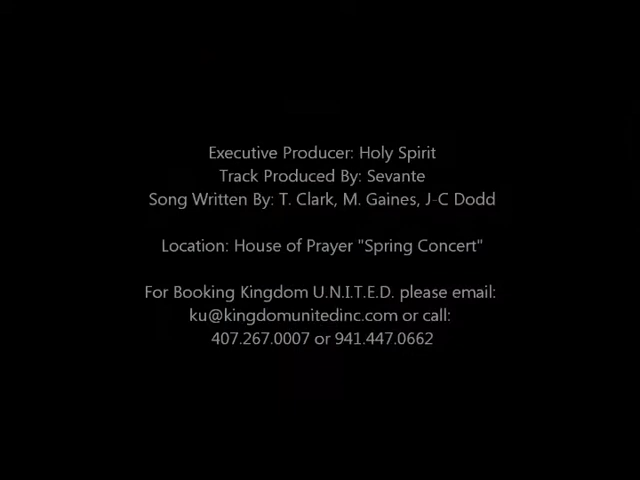 Executive Producer: Holy Spirit
Track Produced By: Sevante
Song Written By: T. Clark, M. Gaines, J-C Dodd
Location: House of Prayer "Spring Concert"
For Booking Kingdom U.N.I.T.E.D. please email:
ku@kingdomunitedinc.com or call:
407.267.0007 or 941.447.0662